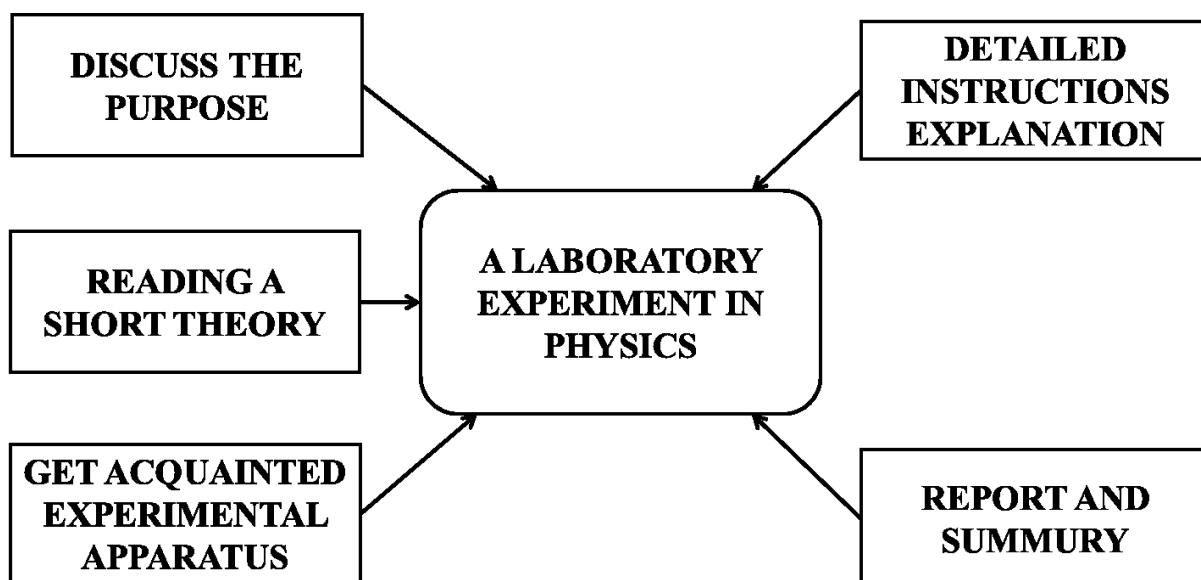 DISCUSS THE
PURPOSE
DETAILED
INSTRUCTIONS
EXPLANATION
READING A
SHORT THEORY
A LABORATORY
EXPERIMENT IN
PHYSICS
GET ACQUAINTED
EXPERIMENTAL
APPARATUS
REPORT AND
SUMMURY